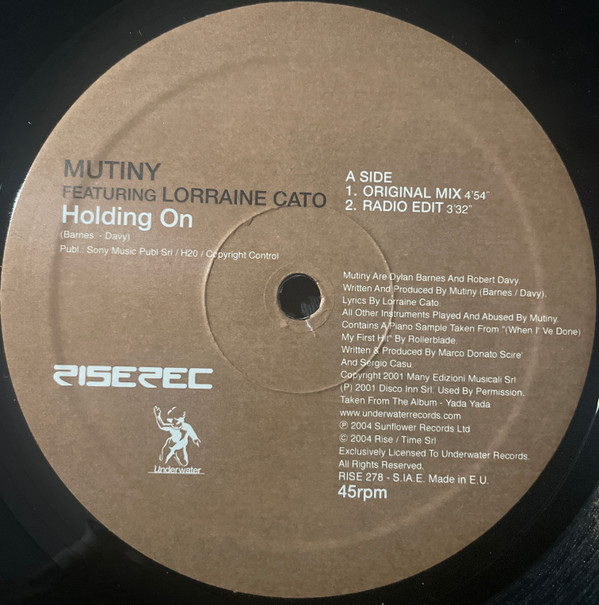 MUTINY
FEATURING LORRAINE CATO
Holding On
(Barnes - Davy)
Publ : Sony Music Publ Srl / H20 / Copyright Control
A SIDE
1. ORIGINAL MIX 4'54"
2. RADIO EDIT 3'32"
Mutiny Are Dylan Barnes And Robert Davy.
Written And Produced By Mutiny (Barnes / Davy).
Lyrics By Lorraine Cato.
All Other Instruments Played And Abused By Mutiny.
Contains A Piano Sample Taken From "(When I' Ve Done)
My First Hit" By Rollerblade.
Written & Produced By Marco Donato Scire'
And Sergio Casu.
Copyright 2001 Many Edizioni Musicali Srl
(P) 2001 Disco Inn Srl. Used By Permission.
Taken From The Album - Yada Yada
www.underwaterrecords.com
℗ 2004 Sunflower Records Ltd
© 2004 Rise / Time Srl
Exclusively Licensed To Underwater Records.
All Rights Reserved.
RISE 278 - S.IA.E. Made in E.U.
45rpm
RISEREC
Underwater